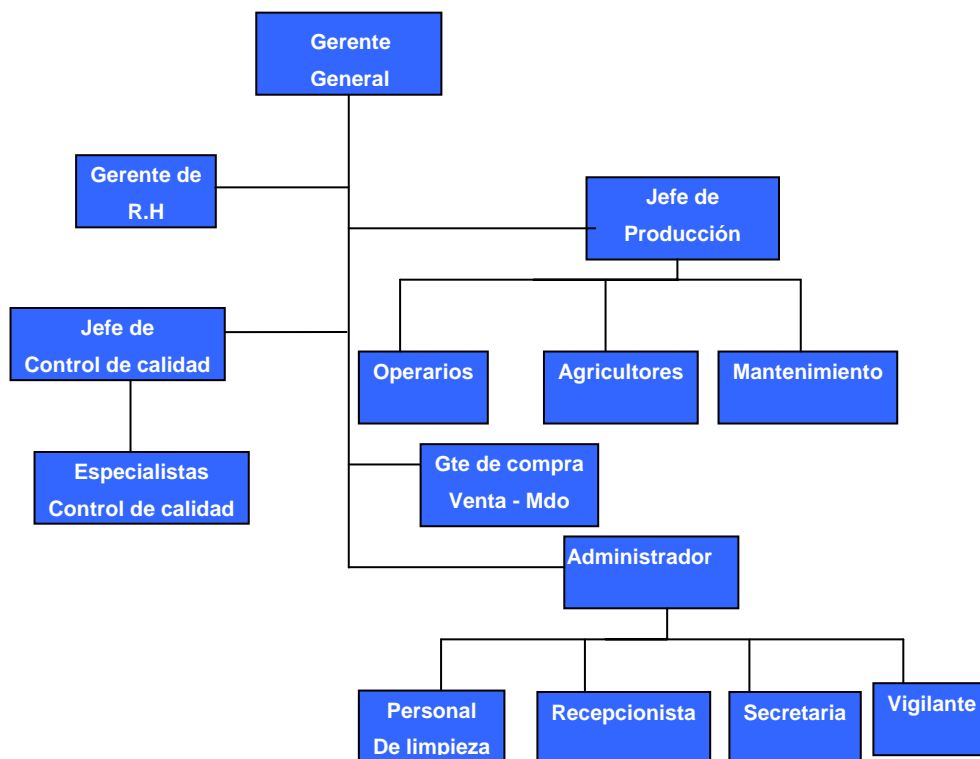 Gerente
General
Gerente de
R.H
Jefe de
Producción
Jefe de
Control de calidad
Operarios
Agricultores
Mantenimiento
Especialistas
Control de calidad
Gte de compra
Venta - Mdo
Administrador
Personal
De limpieza
Recepcionista
Secretaria
Vigilante